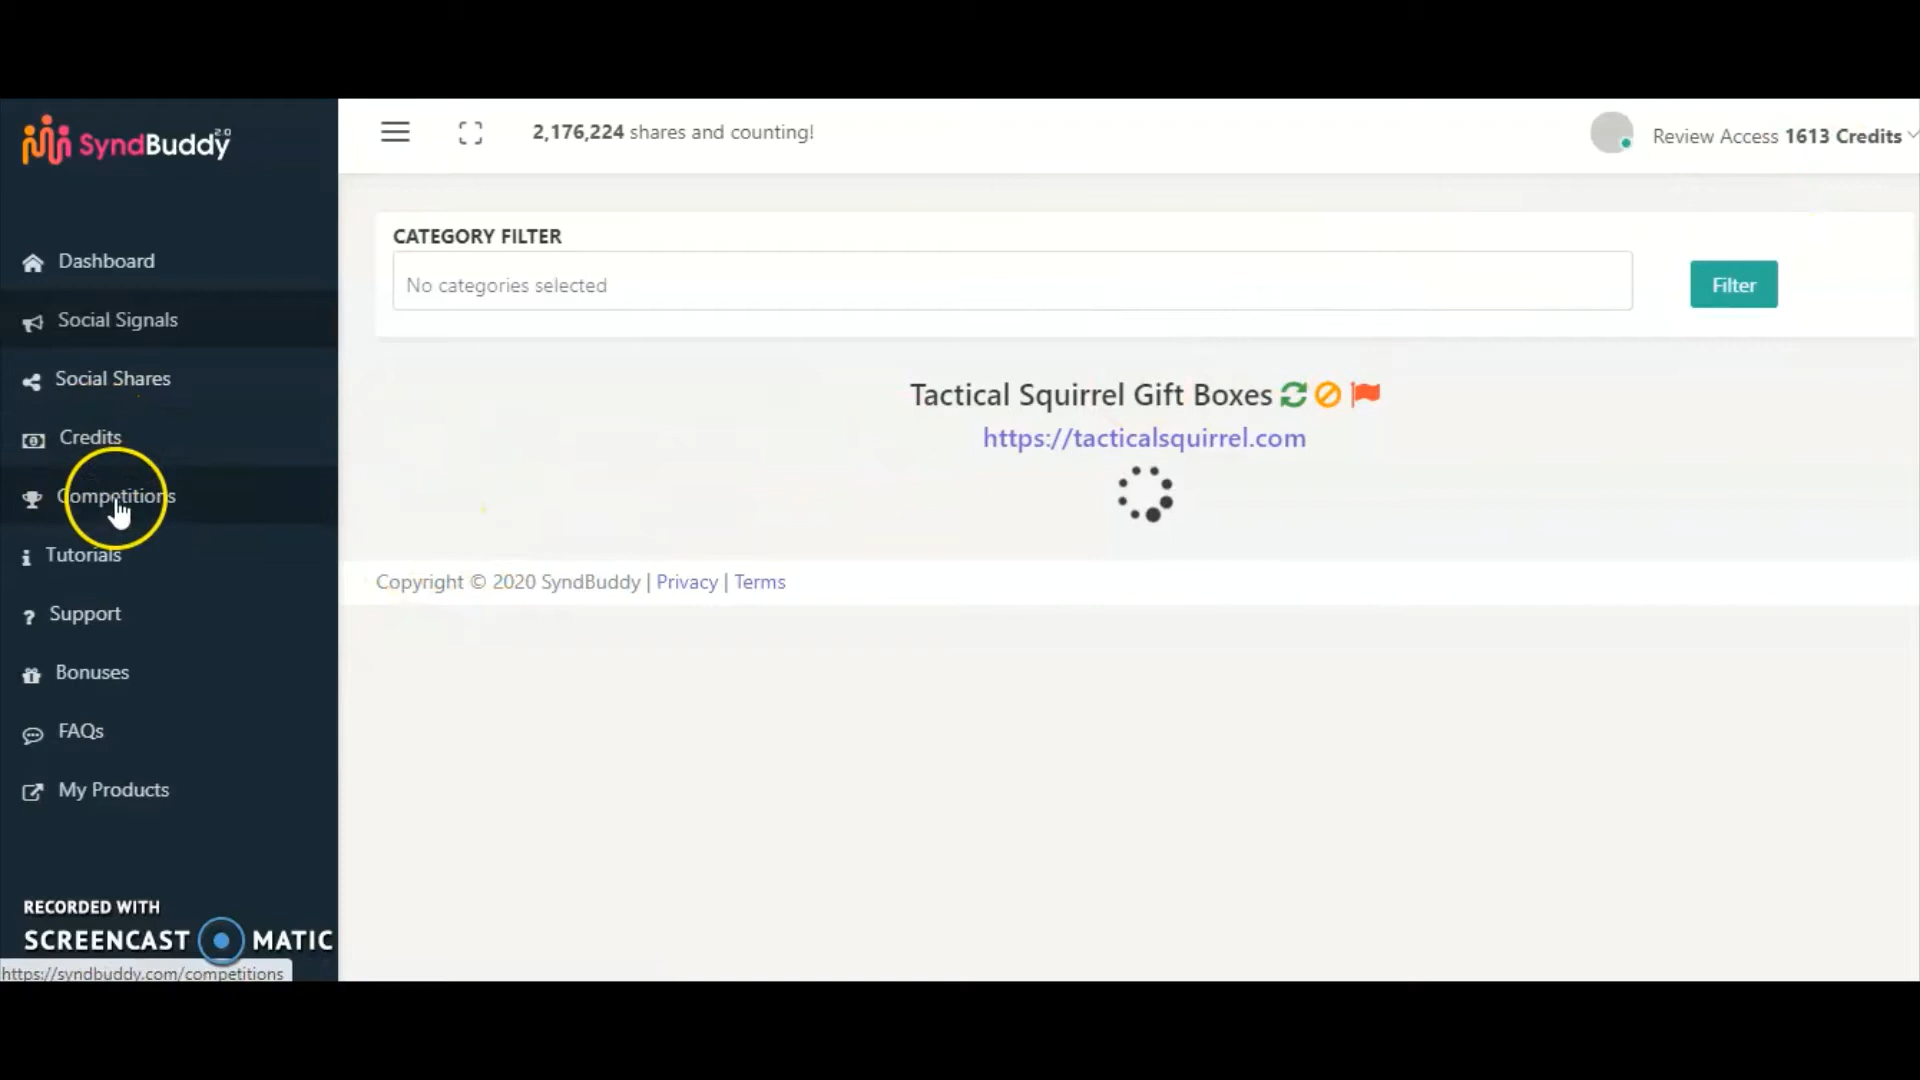 SyndBuddy 2.0
2,176,224 shares and counting!
Review Access 1613 Credits
Dashboard
Social Signals
Social Shares
Credits
Competitions
Tutorials
Support
Bonuses
FAQs
My Products
CATEGORY FILTER
No categories selected
Filter
Tactical Squirrel Gift Boxes
https://tacticalsquirrel.com
Copyright © 2020 SyndBuddy | Privacy | Terms
RECORDED WITH
SCREENCAST MATIC
https://syndbuddy.com/competitions